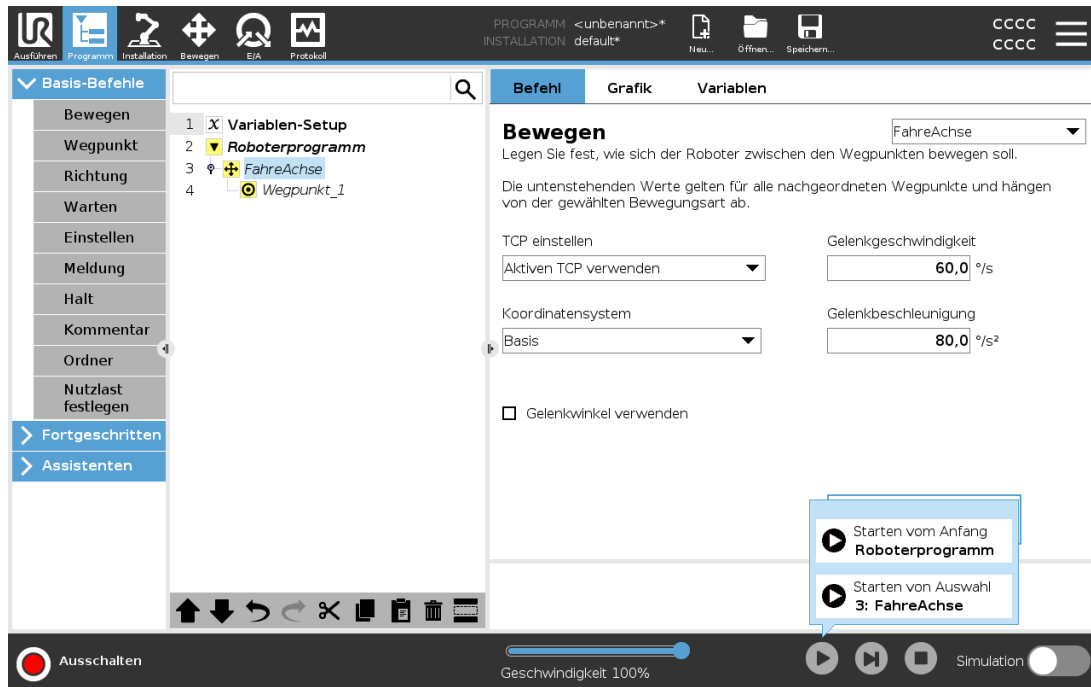 UR
PROGRAMM <unbenannt>*
INSTALLATION default*
CCCC
CCCC
Ausführen Programm Installation Bewegen E/A Protokoll
Neu... Öffnen... Speichern...
Basis-Befehle
Bewegen
Wegpunkt
Richtung
Warten
Einstellen
Meldung
Halt
Kommentar
Ordner
Nutzlast
festlegen
Fortgeschritten
Assistenten
1 X Variablen-Setup
2 Roboterprogramm
3 FahreAchse
4 Wegpunkt_1
Befehl Grafik Variablen
Bewegen
FahreAchse
Legen Sie fest, wie sich der Roboter zwischen den Wegpunkten bewegen soll.
Die untenstehenden Werte gelten für alle nachgeordneten Wegpunkte und hängen
von der gewählten Bewegungsart ab.
TCP einstellen Gelenkgeschwindigkeit
Aktiven TCP verwenden 60,0 °/s
Koordinatensystem Gelenkbeschleunigung
Basis 80,0 °/s²
Gelenkwinkel verwenden
Starten vom Anfang
Roboterprogramm
Starten von Auswahl
3: FahreAchse
Ausschalten
Geschwindigkeit 100%
Simulation